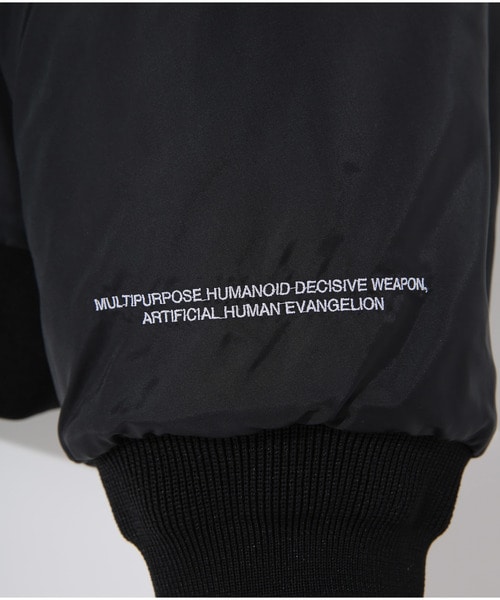 MULTIPURPOSE HUMANOID DECISIVE WEAPON,
ARTIFICIAL HUMAN EVANGELION